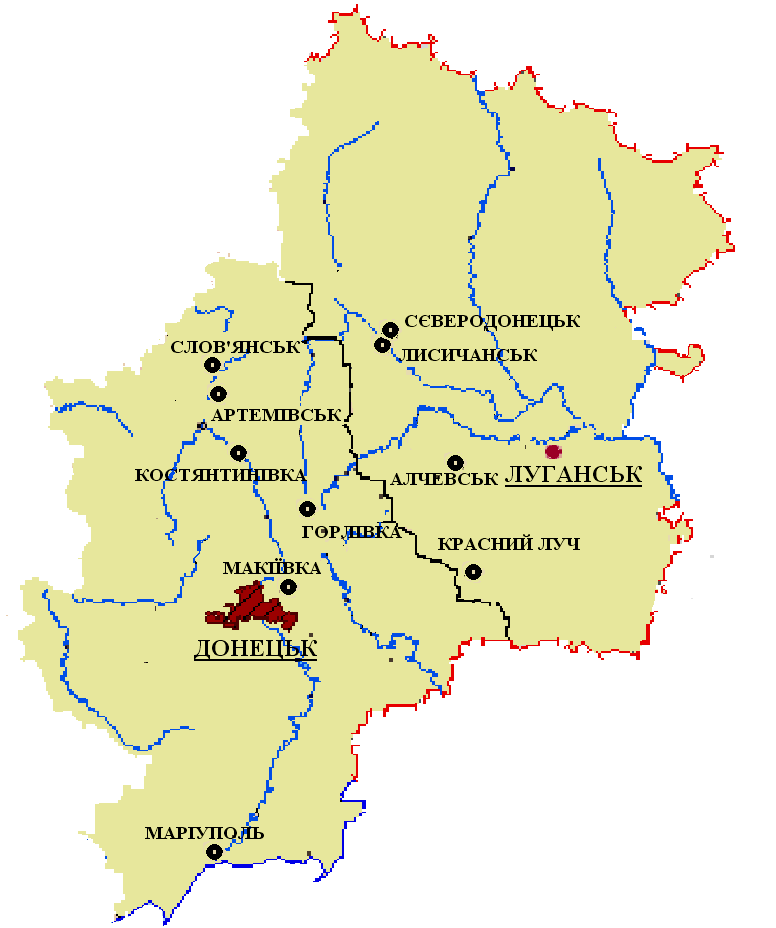 СЄВЕРОДОНЕЦЬК
СЛОВ'ЯНСЬК
ЛИСИЧАНСЬК
АРТЕМІВСЬК
КОСТЯНТИНІВКА
АЛЧЕВСЬК
ЛУГАНСЬК
ГОРЛІВКА
КРАСНИЙ ЛУЧ
МАКІЇВКА
ДОНЕЦЬК
МАРІУПОЛЬ